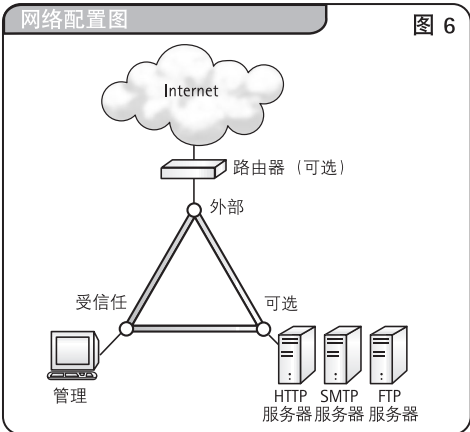 网络配置图
图 6
Internet
路由器（可选）
外部
受信任
可选
管理
HTTP
服务器
SMTP
服务器
FTP
服务器